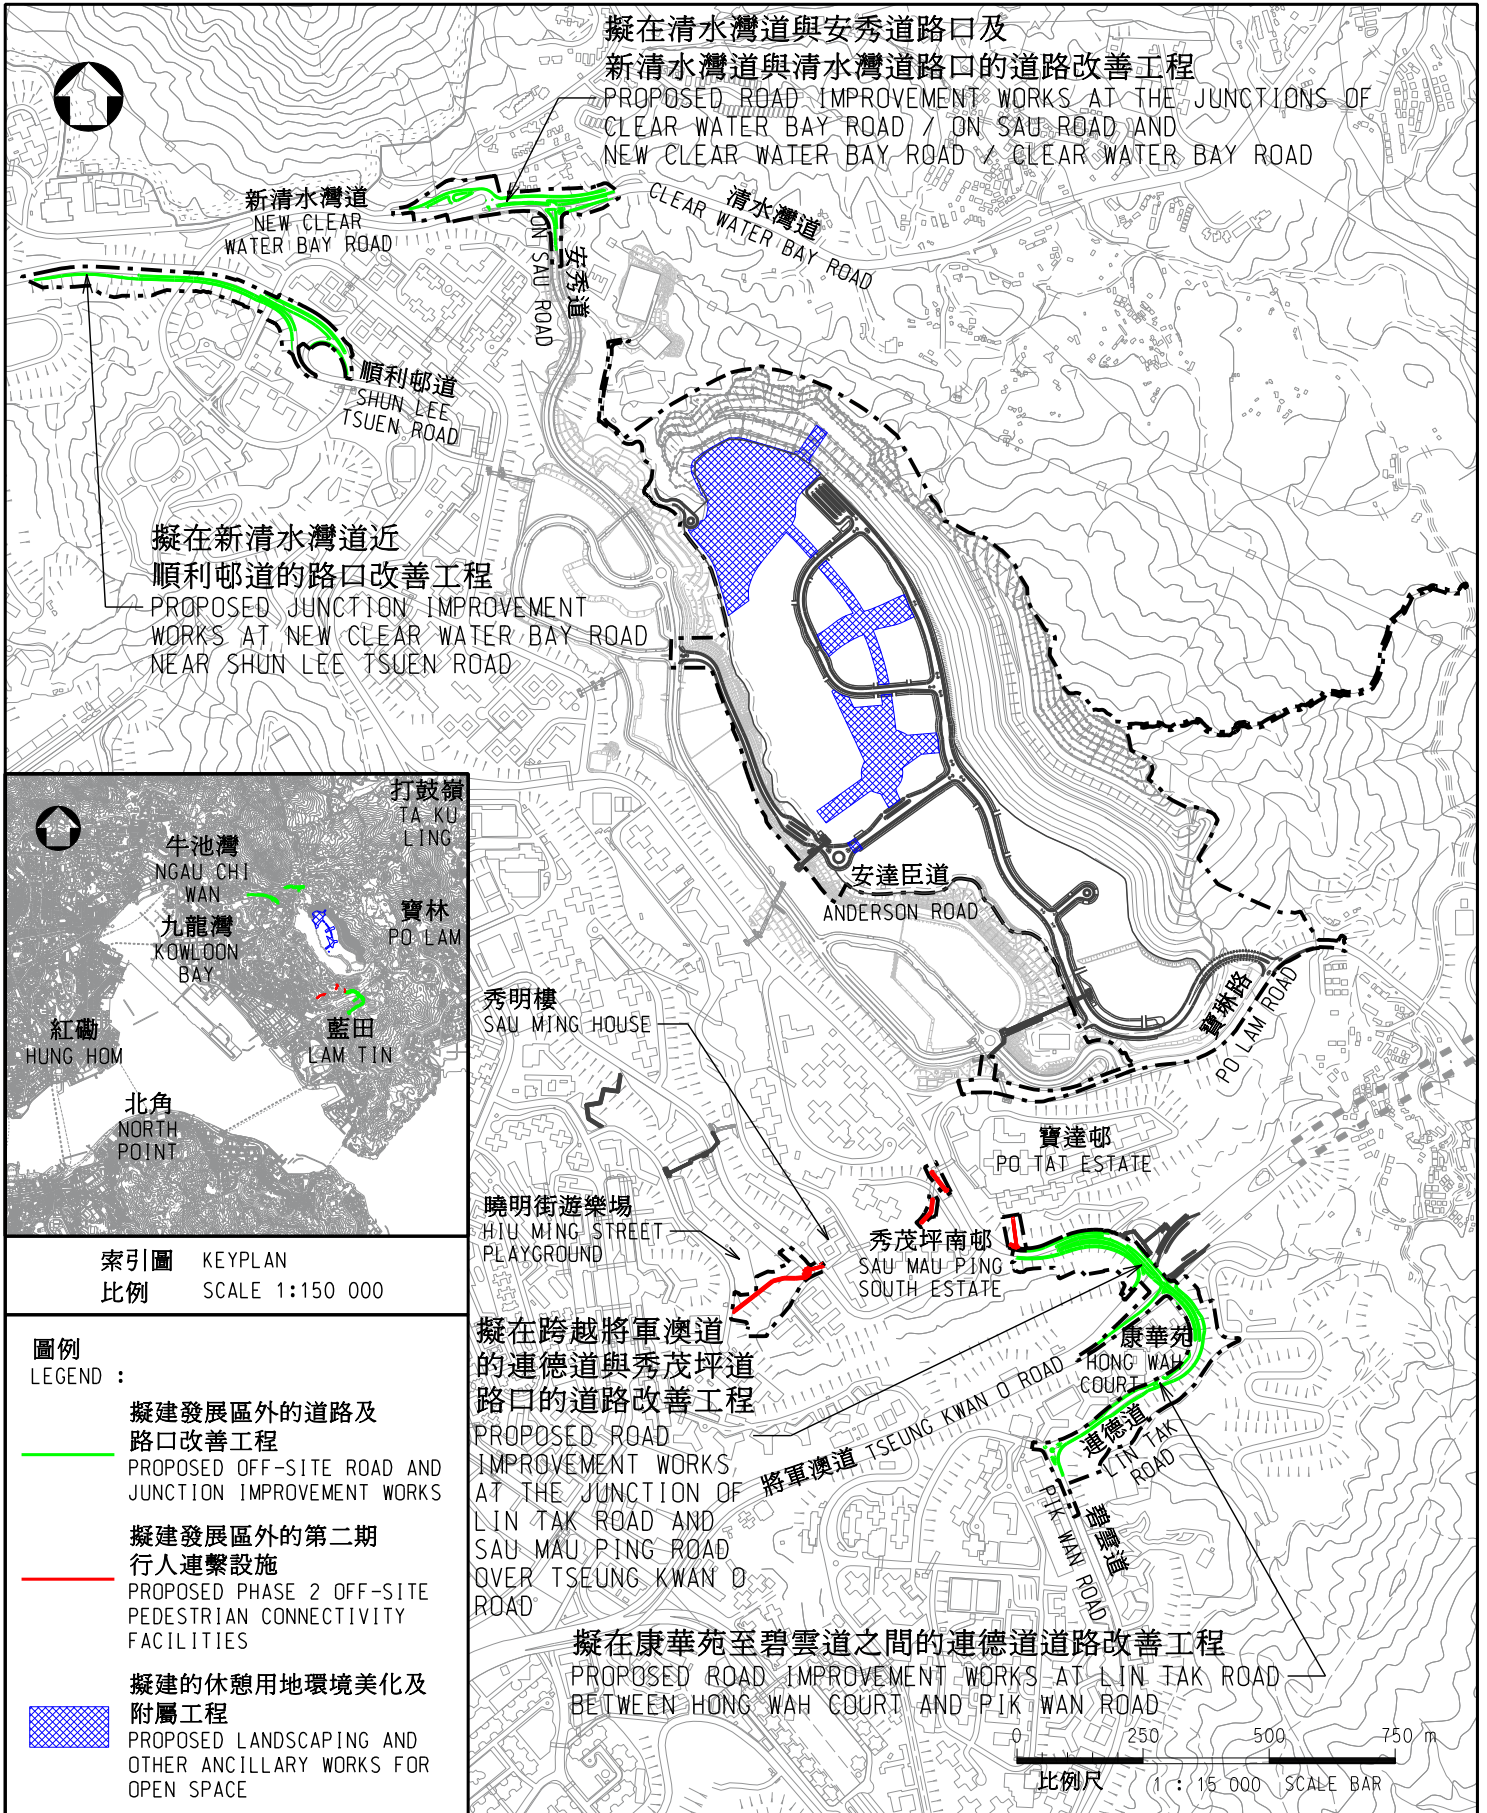 擬在清水灣道與安秀道路口及
新清水灣道與清水灣道路口的道路改善工程
PROPOSED ROAD IMPROVEMENT WORKS AT THE JUNCTIONS OF
CLEAR WATER BAY ROAD / ON SAU ROAD AND
NEW CLEAR WATER BAY ROAD / CLEAR WATER BAY ROAD
新清水灣道
NEW CLEAR
WATER BAY ROAD
清水灣道
CLEAR WATER BAY ROAD
安秀道
ON SAU ROAD
順利邨道
SHUN LEE
TSUEN ROAD
擬在新清水灣道近
順利邨道的路口改善工程
PROPOSED JUNCTION IMPROVEMENT
WORKS AT NEW CLEAR WATER BAY ROAD
NEAR SHUN LEE TSUEN ROAD
打鼓嶺
TA KU
LING
牛池灣
NGAU CHI
WAN
寶林
PO LAM
九龍灣
KOWLOON
BAY
紅磡
HUNG HOM
藍田
LAM TIN
北角
NORTH
POINT
索引圖 KEYPLAN
比例 SCALE 1:150 000
安達臣道
ANDERSON ROAD
寶琳路
PO LAM ROAD
秀明樓
SAU MING HOUSE
寶達邨
PO TAT ESTATE
曉明街遊樂場
HIU MING STREET
PLAYGROUND
秀茂坪南邨
SAU MAU PING
SOUTH ESTATE
康華苑
HONG WAH
COURT
擬在跨越將軍澳道
的連德道與秀茂坪道
路口的道路改善工程
PROPOSED ROAD
IMPROVEMENT WORKS
AT THE JUNCTION OF
LIN TAK ROAD AND
SAU MAU PING ROAD
OVER TSEUNG KWAN O
ROAD
將軍澳道 TSEUNG KWAN O ROAD
連德道
LIN TAK
ROAD
碧雲道
PIK WAN ROAD
擬在康華苑至碧雲道之間的連德道道路改善工程
PROPOSED ROAD IMPROVEMENT WORKS AT LIN TAK ROAD
BETWEEN HONG WAH COURT AND PIK WAN ROAD
0 250 500 750 m
比例尺 1 : 15 000 SCALE BAR
圖例
LEGEND :
擬建發展區外的道路及
路口改善工程
PROPOSED OFF-SITE ROAD AND
JUNCTION IMPROVEMENT WORKS
擬建發展區外的第二期
行人連繫設施
PROPOSED PHASE 2 OFF-SITE
PEDESTRIAN CONNECTIVITY
FACILITIES
擬建的休憩用地環境美化及
附屬工程
PROPOSED LANDSCAPING AND
OTHER ANCILLARY WORKS FOR
OPEN SPACE